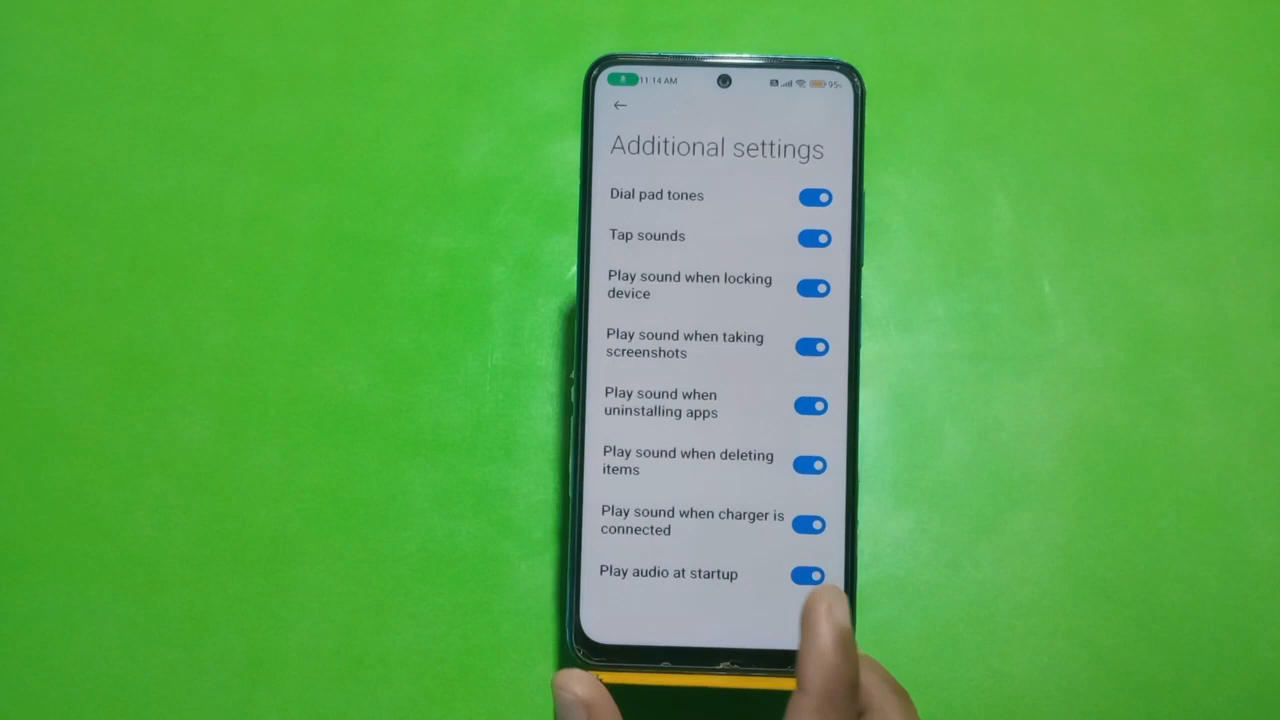 11:14 AM
95%
Additional settings
Dial pad tones
Tap sounds
Play sound when locking
device
Play sound when taking
screenshots
Play sound when
uninstalling apps
Play sound when deleting
items
Play sound when charger is
connected
Play audio at startup